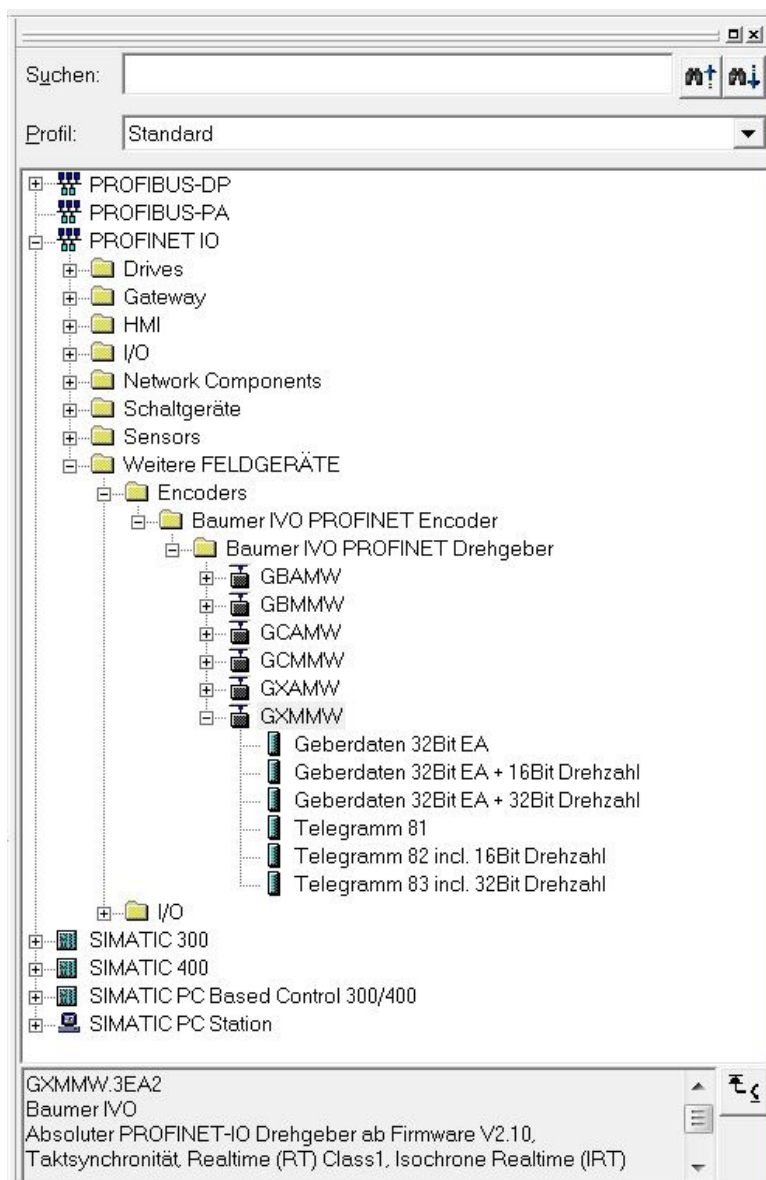 Suchen:
Profil: Standard
PROFIBUS-DP
PROFIBUS-PA
PROFINET IO
Drives
Gateway
HMI
I/O
Network Components
Schaltgeräte
Sensors
Weitere FELDGERÄTE
Encoders
Baumer IVO PROFINET Encoder
Baumer IVO PROFINET Drehgeber
GBAMW
GBMMW
GCAMW
GCMMW
GXAMW
GXMMW
Geberdaten 32Bit EA
Geberdaten 32Bit EA + 16Bit Drehzahl
Geberdaten 32Bit EA + 32Bit Drehzahl
Telegramm 81
Telegramm 82 incl. 16Bit Drehzahl
Telegramm 83 incl. 32Bit Drehzahl
I/O
SIMATIC 300
SIMATIC 400
SIMATIC PC Based Control 300/400
SIMATIC PC Station
GXMMW.3EA2
Baumer IVO
Absoluter PROFINET-IO Drehgeber ab Firmware V2.10,
Taktsynchronität, Realtime (RT) Class1, Isochrone Realtime (IRT)